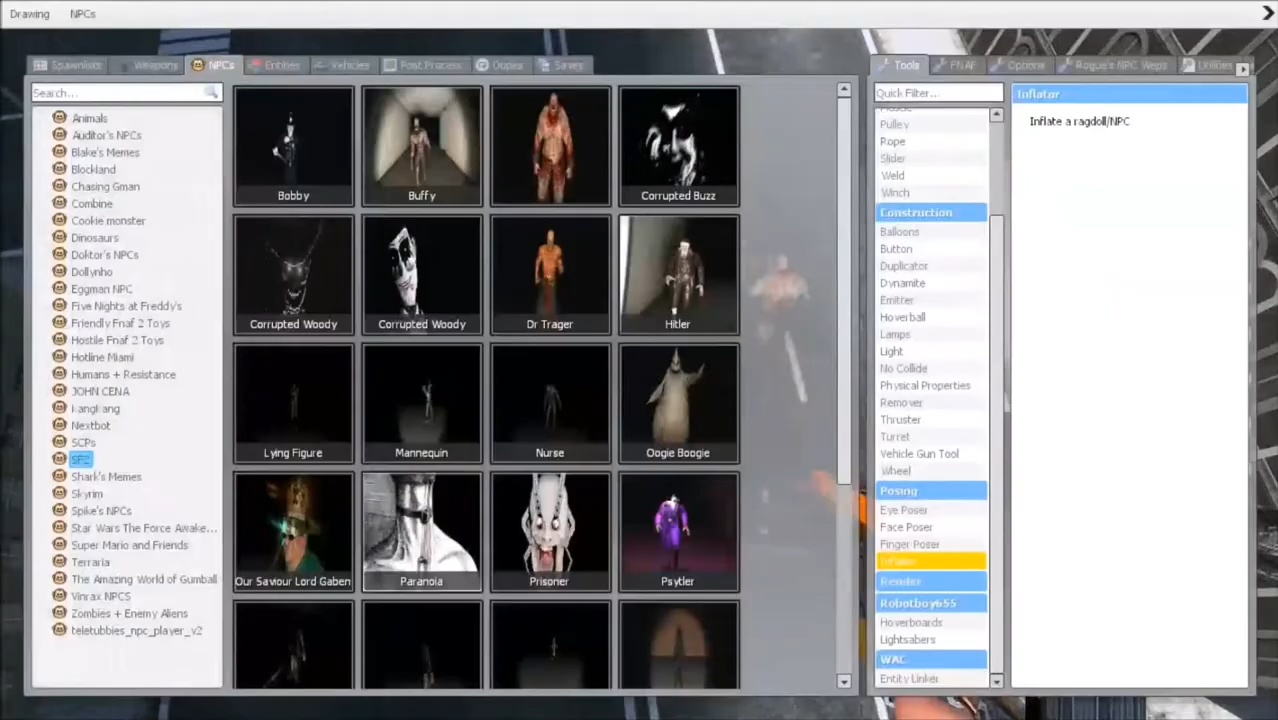 Drawing NPCs
Spawnlists Weapons NPCs Entities Vehicles Post Process Dupes Saves
Tools FNAF Options Rogue's NPC Weps Utilities
Search...
Animals
Auditor's NPCs
Blake's Memes
Blockland
Chasing Gman
Combine
Cookie monster
Dinosaurs
Doktor's NPCs
Dollynho
Eggman NPC
Five Nights at Freddy's
Friendly Fnaf 2 Toys
Hostile Fnaf 2 Toys
Hotline Miami
Humans + Resistance
JOHN CENA
kangkang
Nextbot
SCPs
Shark's Memes
Skyrim
Spike's NPCs
Star Wars The Force Awake...
Super Mario and Friends
Terraria
The Amazing World of Gumball
Vinrax NPCS
Zombies + Enemy Aliens
teletubbies_npc_player_v2
Bobby Buffy Corrupted Buzz
Corrupted Woody Corrupted Woody Dr Trager Hitler
Lying Figure Mannequin Nurse Oogie Boogie
Our Saviour Lord Gaben Paranoia Prisoner Psytler
Quick Filter...
Pulley
Rope
Slider
Weld
Winch
Construction
Balloons
Button
Duplicator
Dynamite
Emitter
Hoverball
Lamps
Light
No Collide
Physical Properties
Remover
Thruster
Turret
Vehicle Gun Tool
Wheel
Posing
Eye Poser
Face Poser
Finger Poser
Inflator
Render
Robotboy655
Hoverboards
Lightsabers
WAC
Entity Linker
Inflator
Inflate a ragdoll/NPC